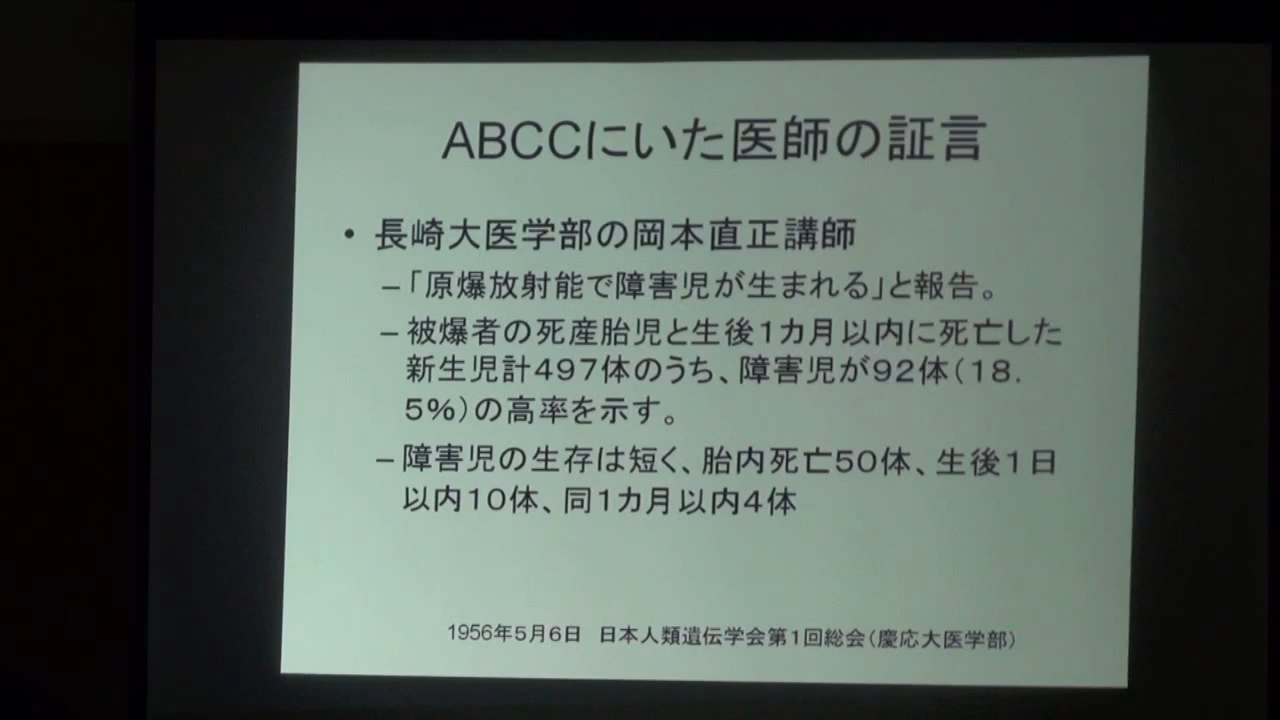 ABCCにいた医師の証言
• 長崎大医学部の岡本直正講師
–「原爆放射能で障害児が生まれる」と報告。
– 被爆者の死産胎児と生後１カ月以内に死亡した
新生児計４９７体のうち、障害児が９２体（１８．
５％）の高率を示す。
– 障害児の生存は短く、胎内死亡５０体、生後１日
以内１０体、同１カ月以内４体
1956年５月６日　日本人類遺伝学会第１回総会（慶応大医学部）